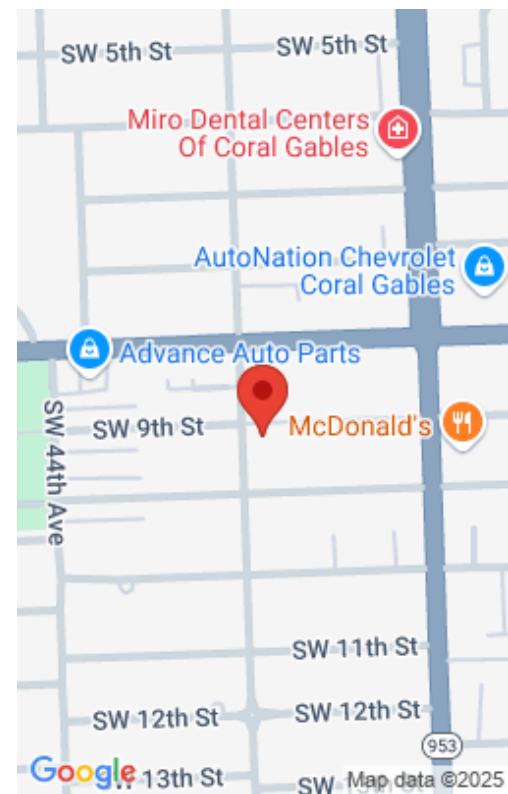 SW 5th St
SW 5th St
Miro Dental Centers
Of Coral Gables
AutoNation Chevrolet
Coral Gables
Advance Auto Parts
SW 9th St
McDonald's
SW 44th Ave
SW 11th St
SW 12th St
SW 12th St
953
Google
13th St
SW
Map data ©2025